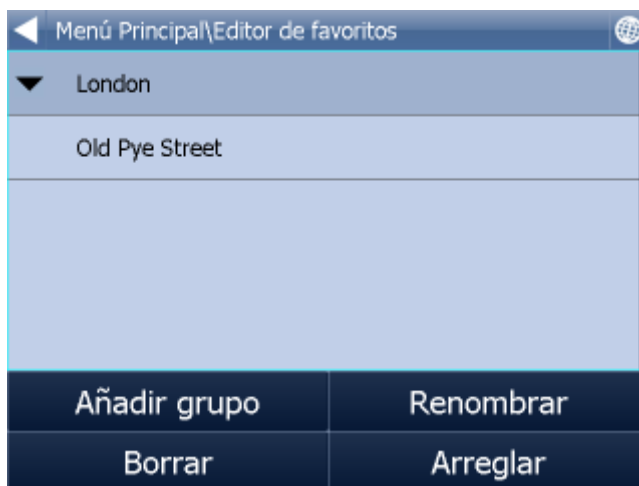 Menú Principal\Editor de favoritos
London
Old Pye Street
Añadir grupo
Renombrar
Borrar
Arreglar